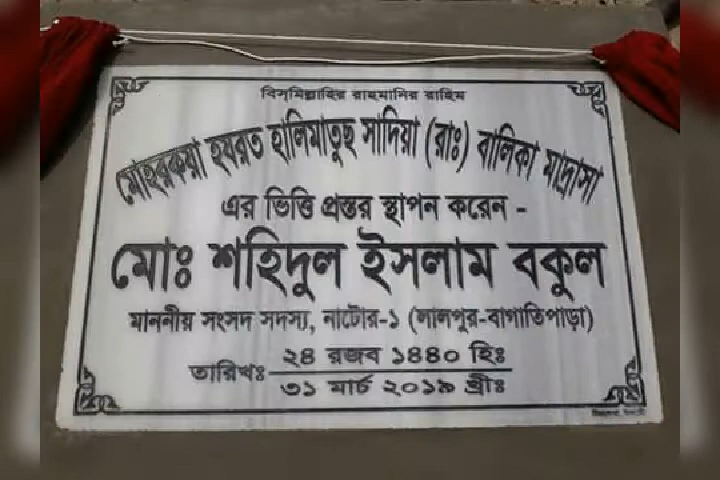 বিস্‌মিল্লাহির রাহমানির রাহিম
মোহরকয়া হযরত হালিমাতুছ সাদিয়া (রাঃ) বালিকা মাদ্রাসা
এর ভিত্তি প্রস্তর স্থাপন করেন -
মোঃ শহিদুল ইসলাম বকুল
মাননীয় সংসদ সদস্য, নাটোর-১ (লালপুর-বাগাতিপাড়া)
তারিখঃ ২৪ রজব ১৪৪০ হিঃ
৩১ মার্চ ২০১৯ খ্রীঃ